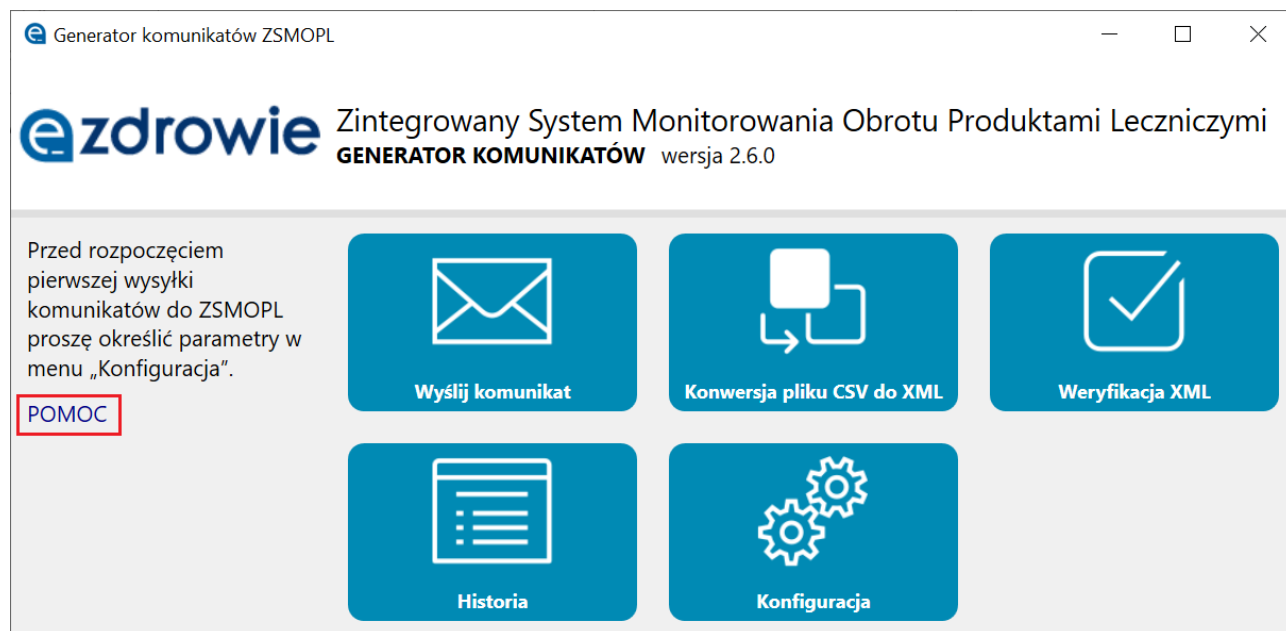 Generator komunikatów ZSMOPL
ezdrowie
Zintegrowany System Monitorowania Obrotu Produktami Leczniczymi
GENERATOR KOMUNIKATÓW wersja 2.6.0
Przed rozpoczęciem
pierwszej wysyłki
komunikatów do ZSMOPL
proszę określić parametry w
menu „Konfiguracja”.
POMOC
Wyślij komunikat
Konwersja pliku CSV do XML
Weryfikacja XML
Historia
Konfiguracja